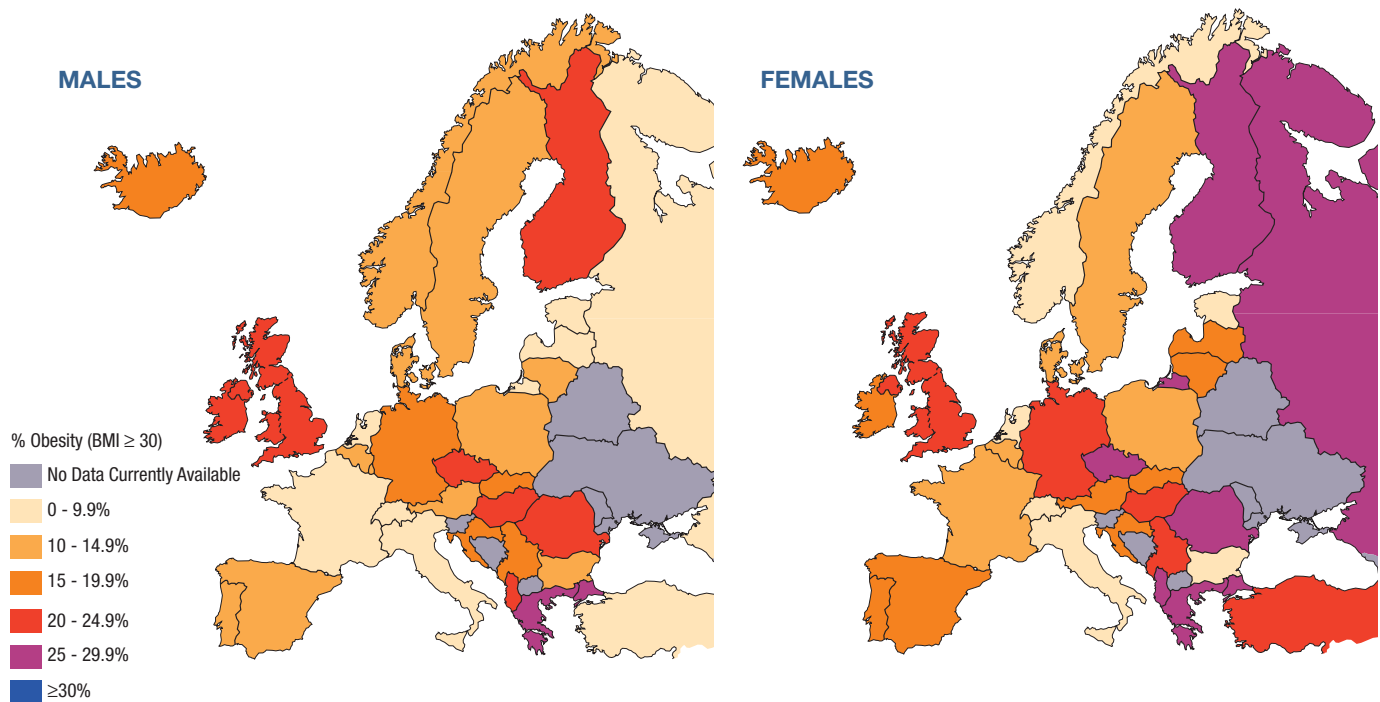 MALES
FEMALES
% Obesity (BMI ≥ 30)
No Data Currently Available
0 - 9.9%
10 - 14.9%
15 - 19.9%
20 - 24.9%
25 - 29.9%
≥30%